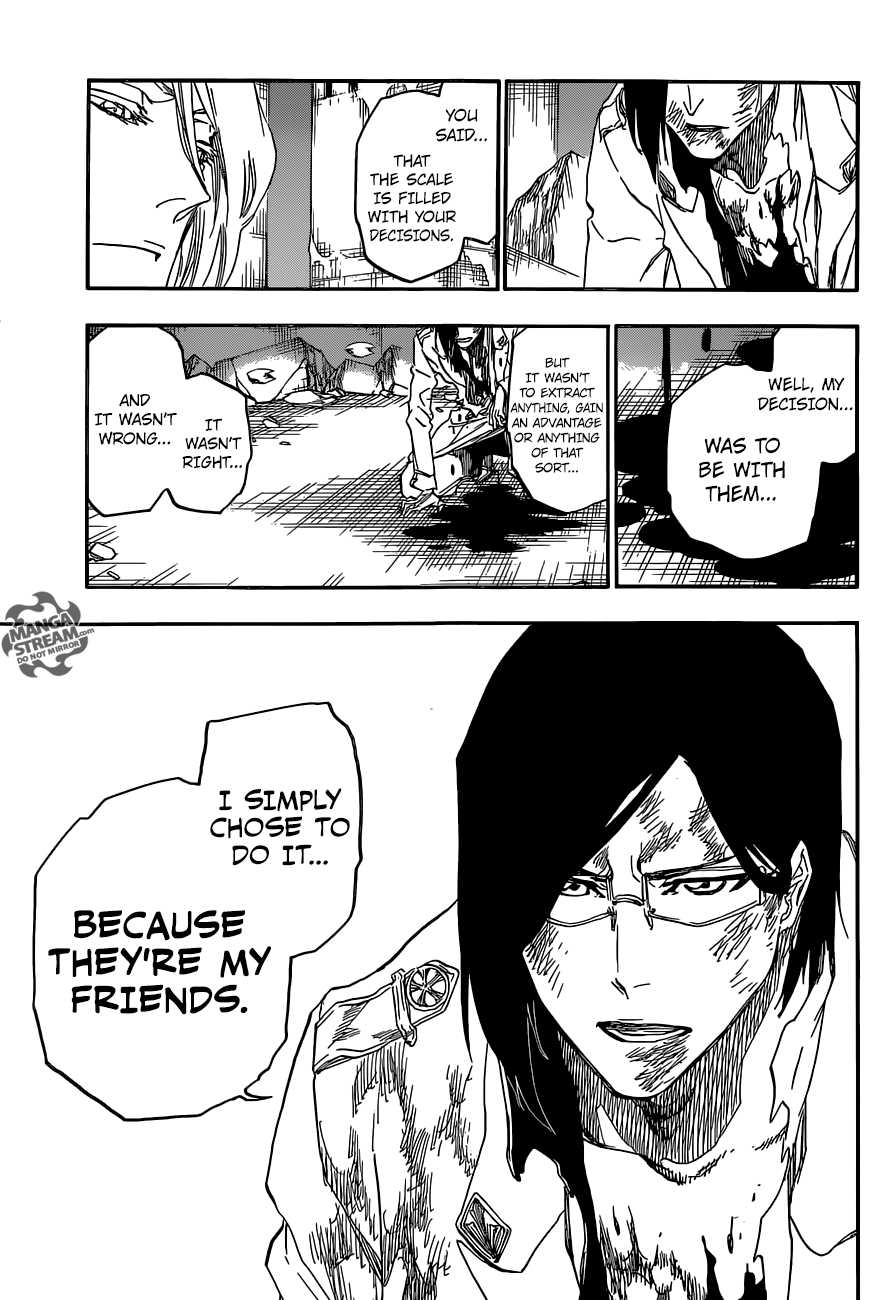 YOU
SAID...
THAT
THE SCALE
IS FILLED
WITH YOUR
DECISIONS.
WELL, MY
DECISION...
WAS TO
BE WITH
THEM...
BUT
IT WASN'T
TO EXTRACT
ANYTHING, GAIN
AN ADVANTAGE
OR ANYTHING
OF THAT
SORT...
IT
WASN'T
RIGHT...
AND
IT WASN'T
WRONG...
MANGA
STREAM.com
DO NOT MIRROR!
I SIMPLY
CHOSE TO
DO IT...
BECAUSE
THEY'RE MY
FRIENDS.